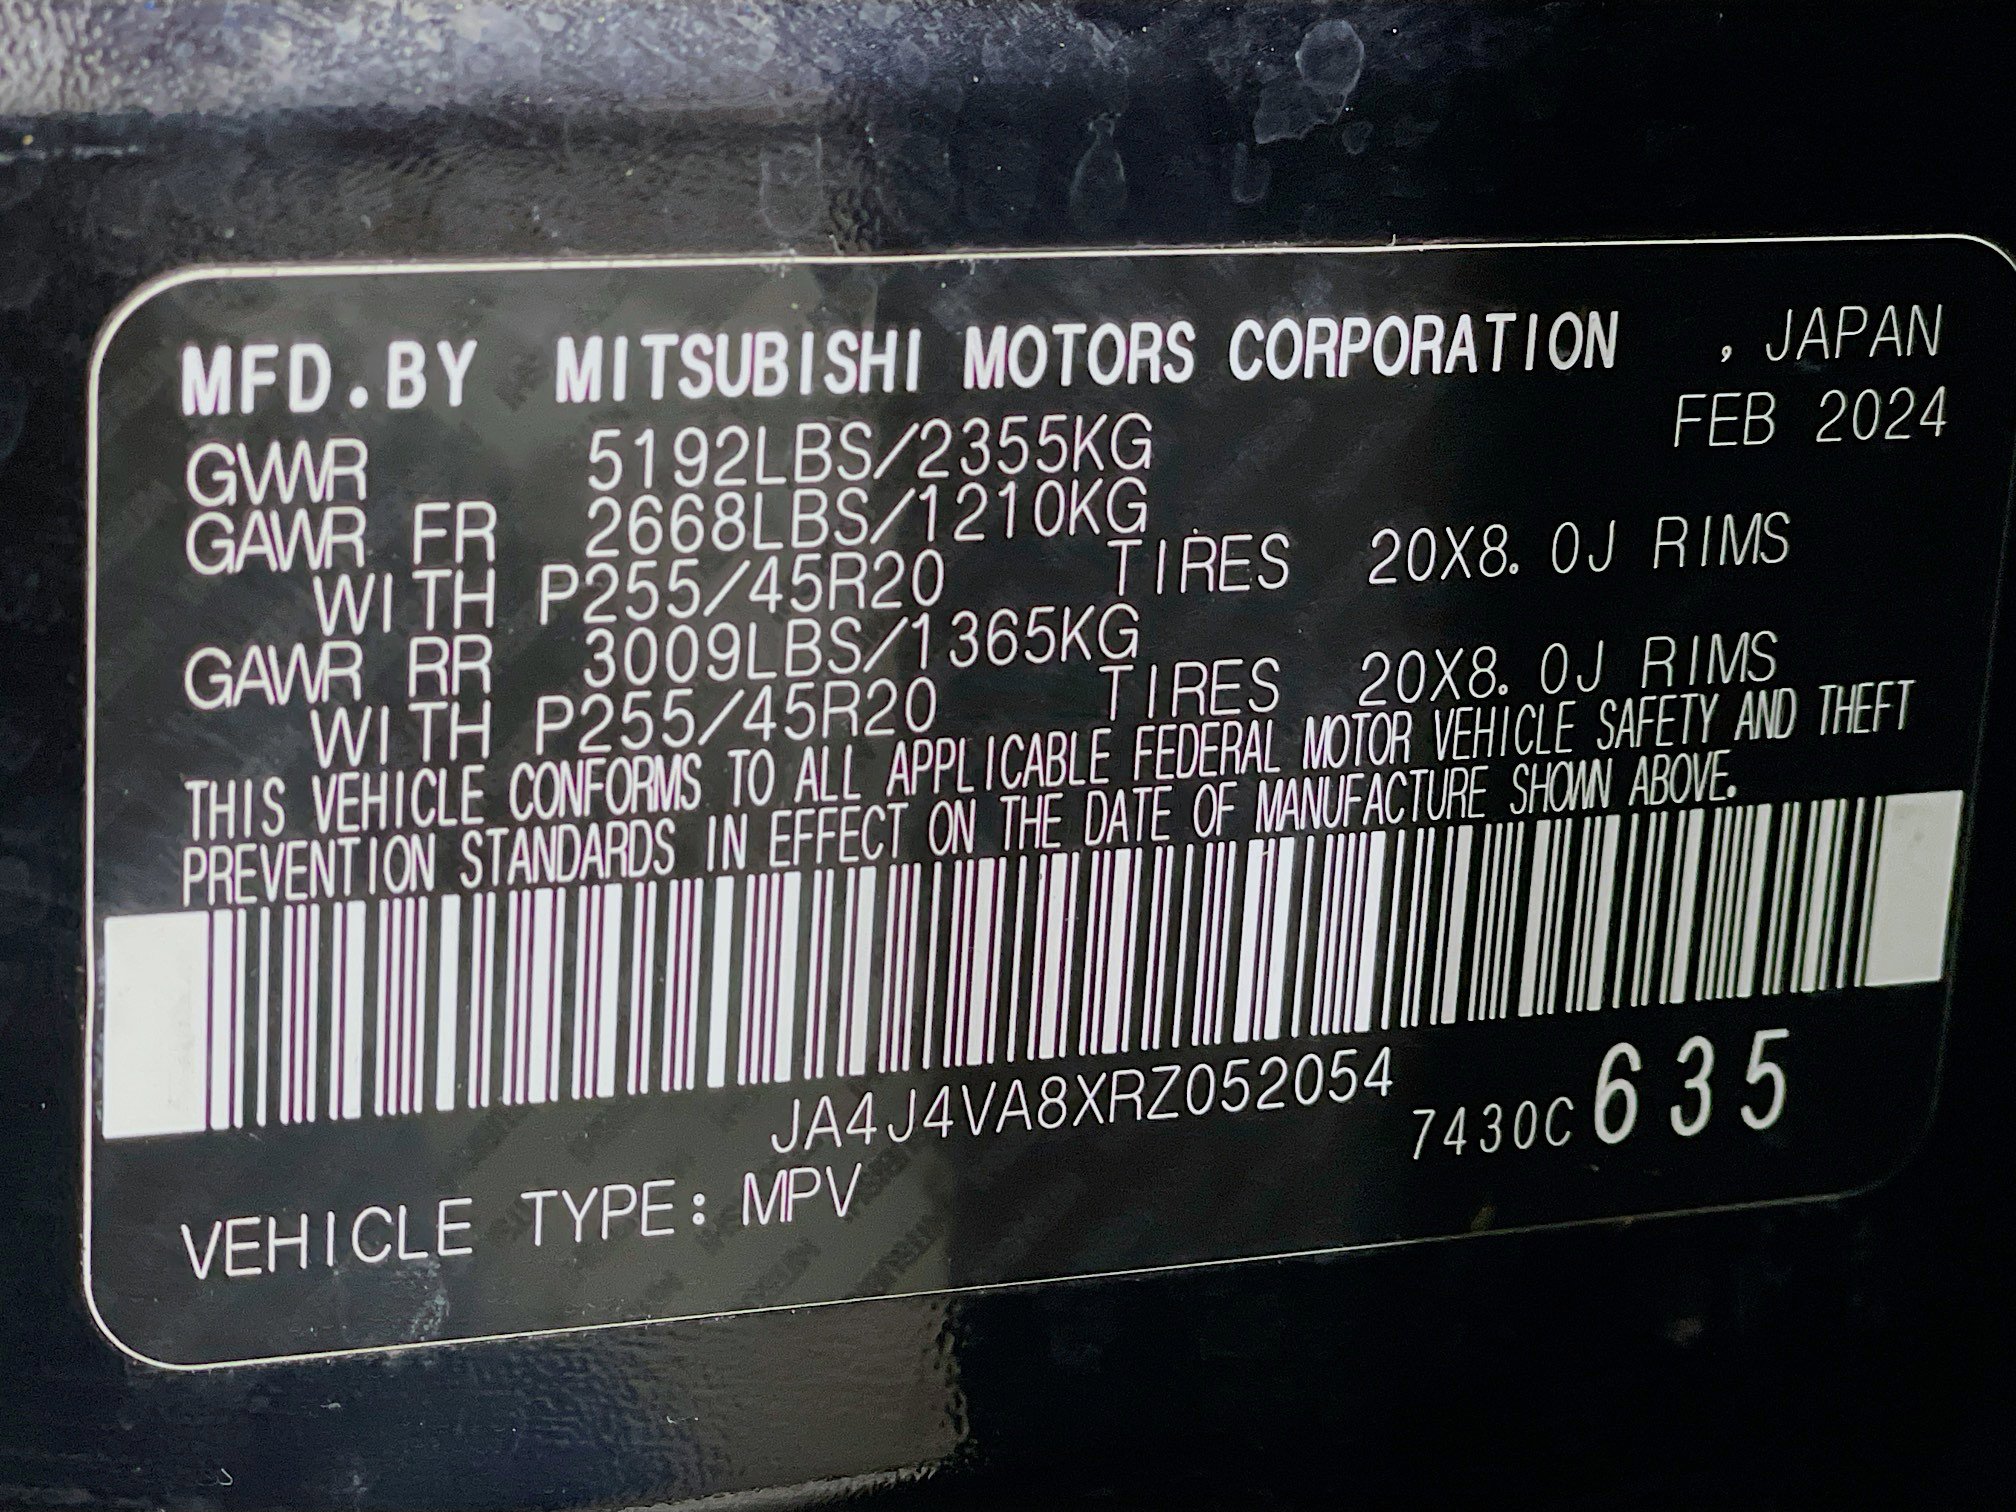 MFD.BY MITSUBISHI MOTORS CORPORATION , JAPAN
FEB 2024
GVWR 5192LBS/2355KG
GAWR FR 2668LBS/1210KG
WITH P255/45R20 TIRES 20X8.0J RIMS
GAWR RR 3009LBS/1365KG
WITH P255/45R20 TIRES 20X8.0J RIMS
THIS VEHICLE CONFORMS TO ALL APPLICABLE FEDERAL MOTOR VEHICLE SAFETY AND THEFT
PREVENTION STANDARDS IN EFFECT ON THE DATE OF MANUFACTURE SHOWN ABOVE.
JA4J4VA8XRZ052054
7430C 635
VEHICLE TYPE: MPV